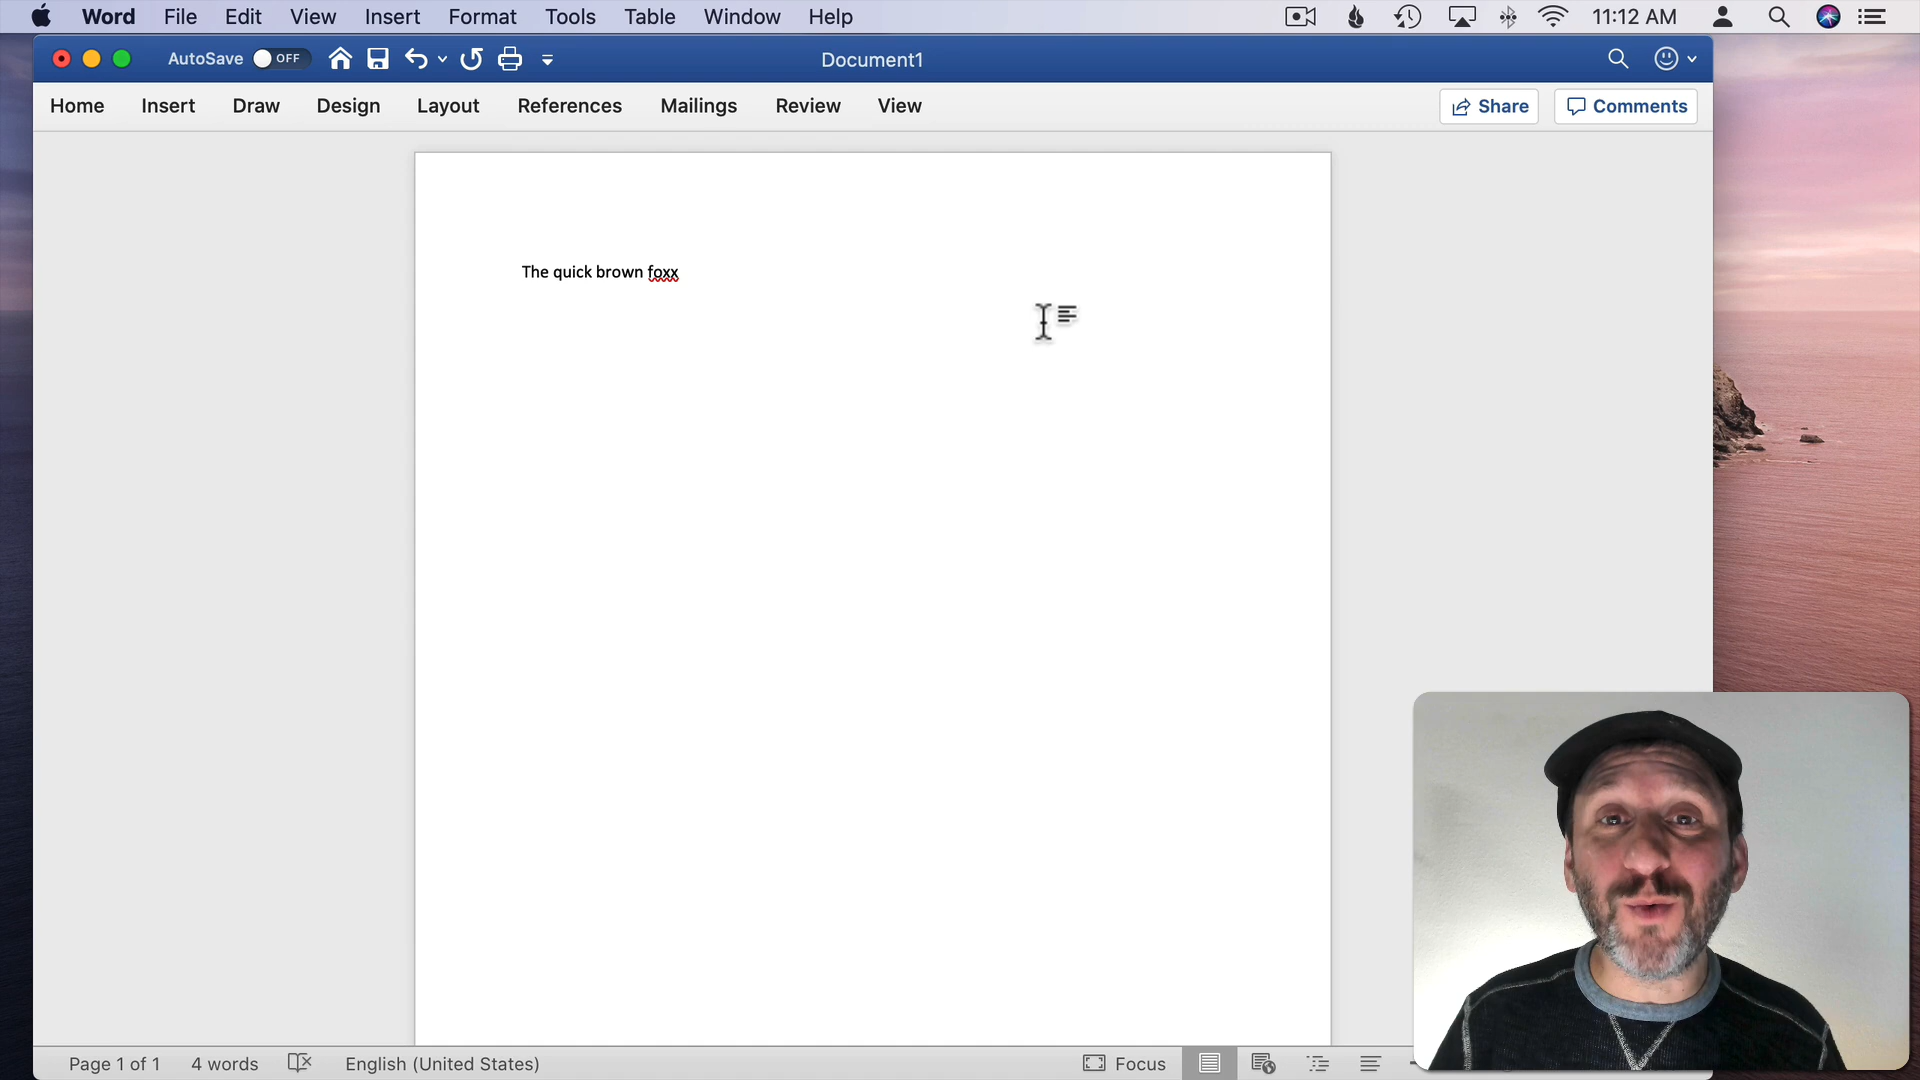 Word File Edit View Insert Format Tools Table Window Help 11:12 AM
AutoSave OFF Document1
Home Insert Draw Design Layout References Mailings Review View Share Comments
The quick brown foxx
Page 1 of 1 4 words English (United States) Focus